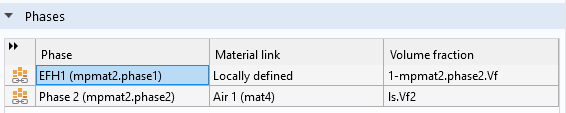 Phases
Phase Material link Volume fraction
EFH1 (mpmat2.phase1) Locally defined 1-mpmat2.phase2.Vf
Phase 2 (mpmat2.phase2) Air 1 (mat4) ls.Vf2